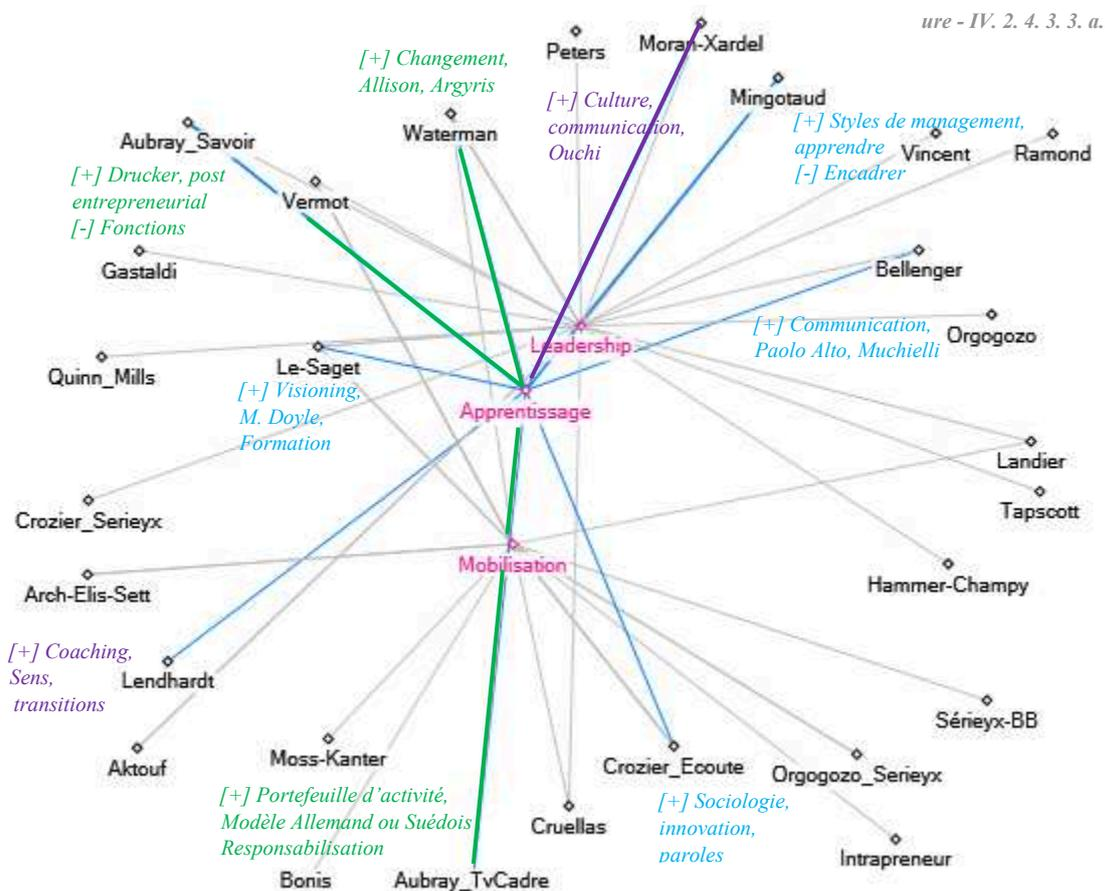 ure - IV. 2. 4. 3. 3. a.
Peters
Moran-Xardel
[+] Changement,
Allison, Argyris
Mingotaud
[+] Culture,
communication,
Ouchi
Waterman
[+] Styles de management,
apprendre
[-] Encadrer
Aubray_Savoir
Vincent
Ramond
[+] Drucker, post
entrepreneurial
[-] Fonctions
Vermot
Gastaldi
Bellenger
[+] Communication,
Paolo Alto, Muchielli
Orgogozo
Leadership
Quinn_Mills
Le-Saget
[+] Visioning,
M. Doyle,
Formation
Apprentissage
Landier
Tapscott
Crozier_Serieyx
Mobilisation
Hammer-Champy
Arch-Elis-Sett
[+] Coaching,
Sens,
transitions
Lendhardt
Sérieyx-BB
Aktouf
Moss-Kanter
Crozier_Ecoute
Orgogozo_Serieyx
[+] Portefeuille d'activité,
Modèle Allemand ou Suédois
Responsabilisation
[+] Sociologie,
innovation,
paroles
Cruellas
Intrapreneur
Bonis
Aubray_TvCadre